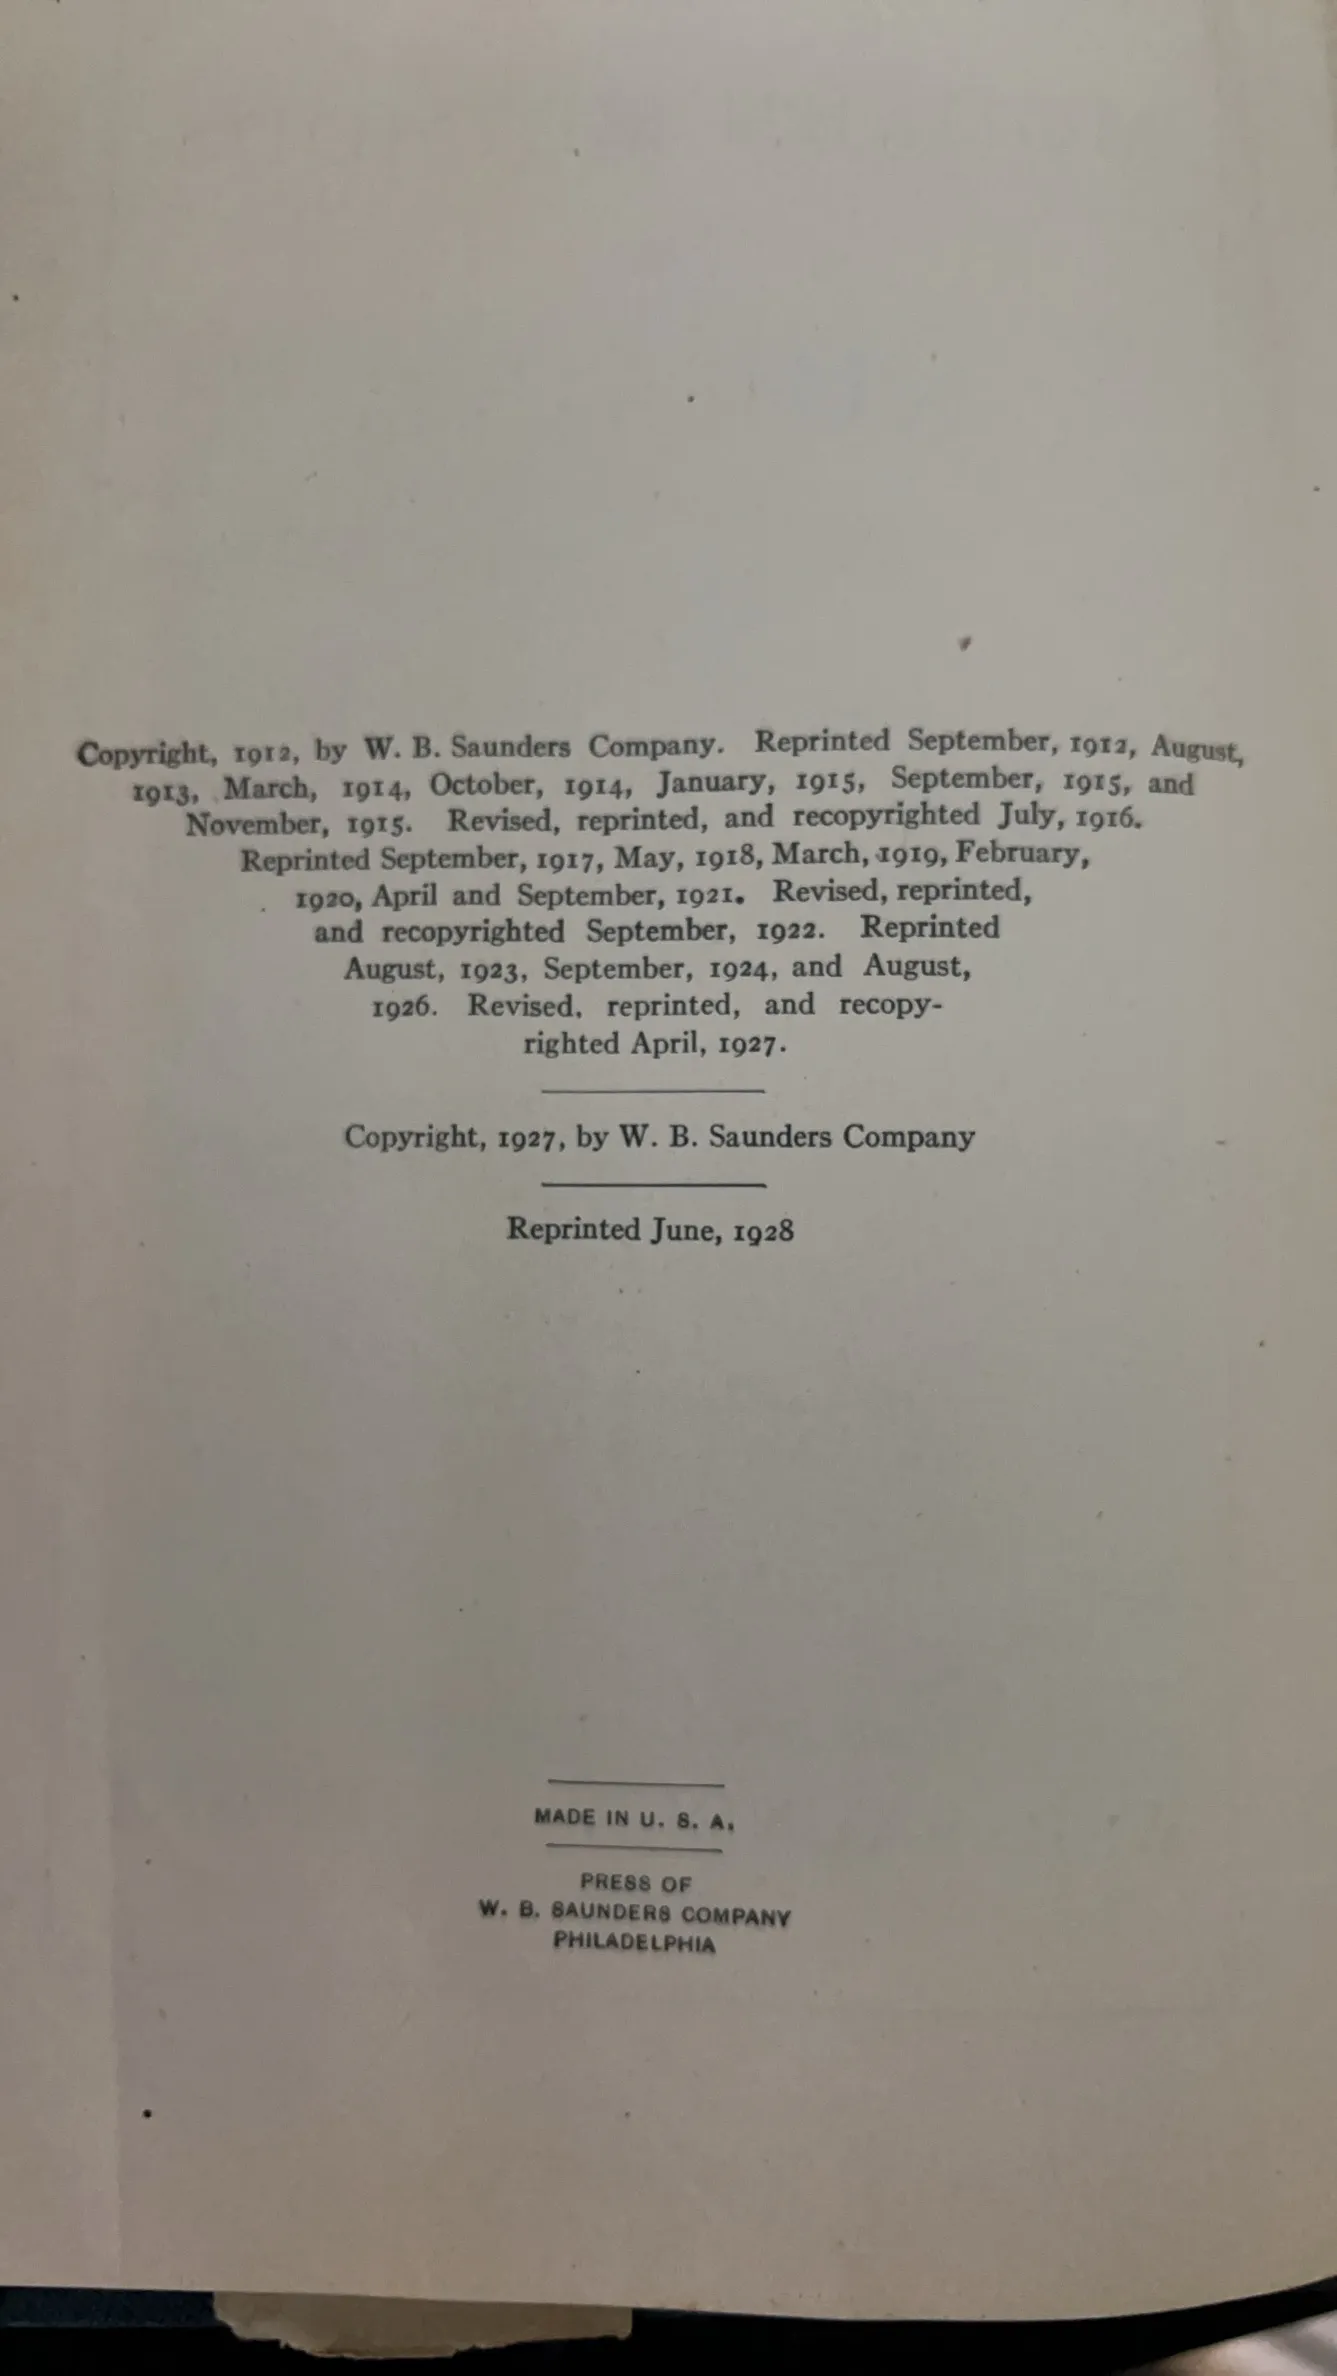 Copyright, 1912, by W. B. Saunders Company. Reprinted September, 1912, August,
1913, March, 1914, October, 1914, January, 1915, September, 1915, and
November, 1915. Revised, reprinted, and recopyrighted July, 1916.
Reprinted September, 1917, May, 1918, March, 1919, February,
1920, April and September, 1921. Revised, reprinted,
and recopyrighted September, 1922. Reprinted
August, 1923, September, 1924, and August,
1926. Revised, reprinted, and recopy-
righted April, 1927.
Copyright, 1927, by W. B. Saunders Company
Reprinted June, 1928
MADE IN U. S. A.
PRESS OF
W. B. SAUNDERS COMPANY
PHILADELPHIA